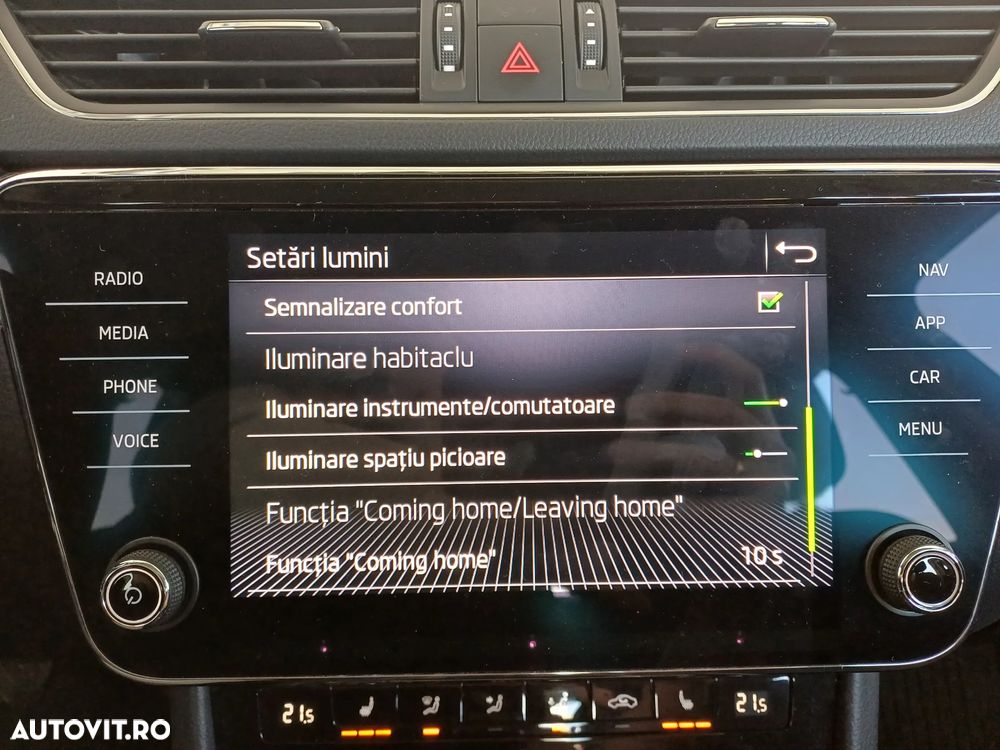 Setări lumini
Semnalizare confort
Iluminare habitaclu
Iluminare instrumente/comutatoare
Iluminare spațiu picioare
Funcția "Coming home/Leaving home"
Funcția "Coming home" 10 s
RADIO
MEDIA
PHONE
VOICE
NAV
APP
CAR
MENU
21,5
21,5
AUTOVIT.RO